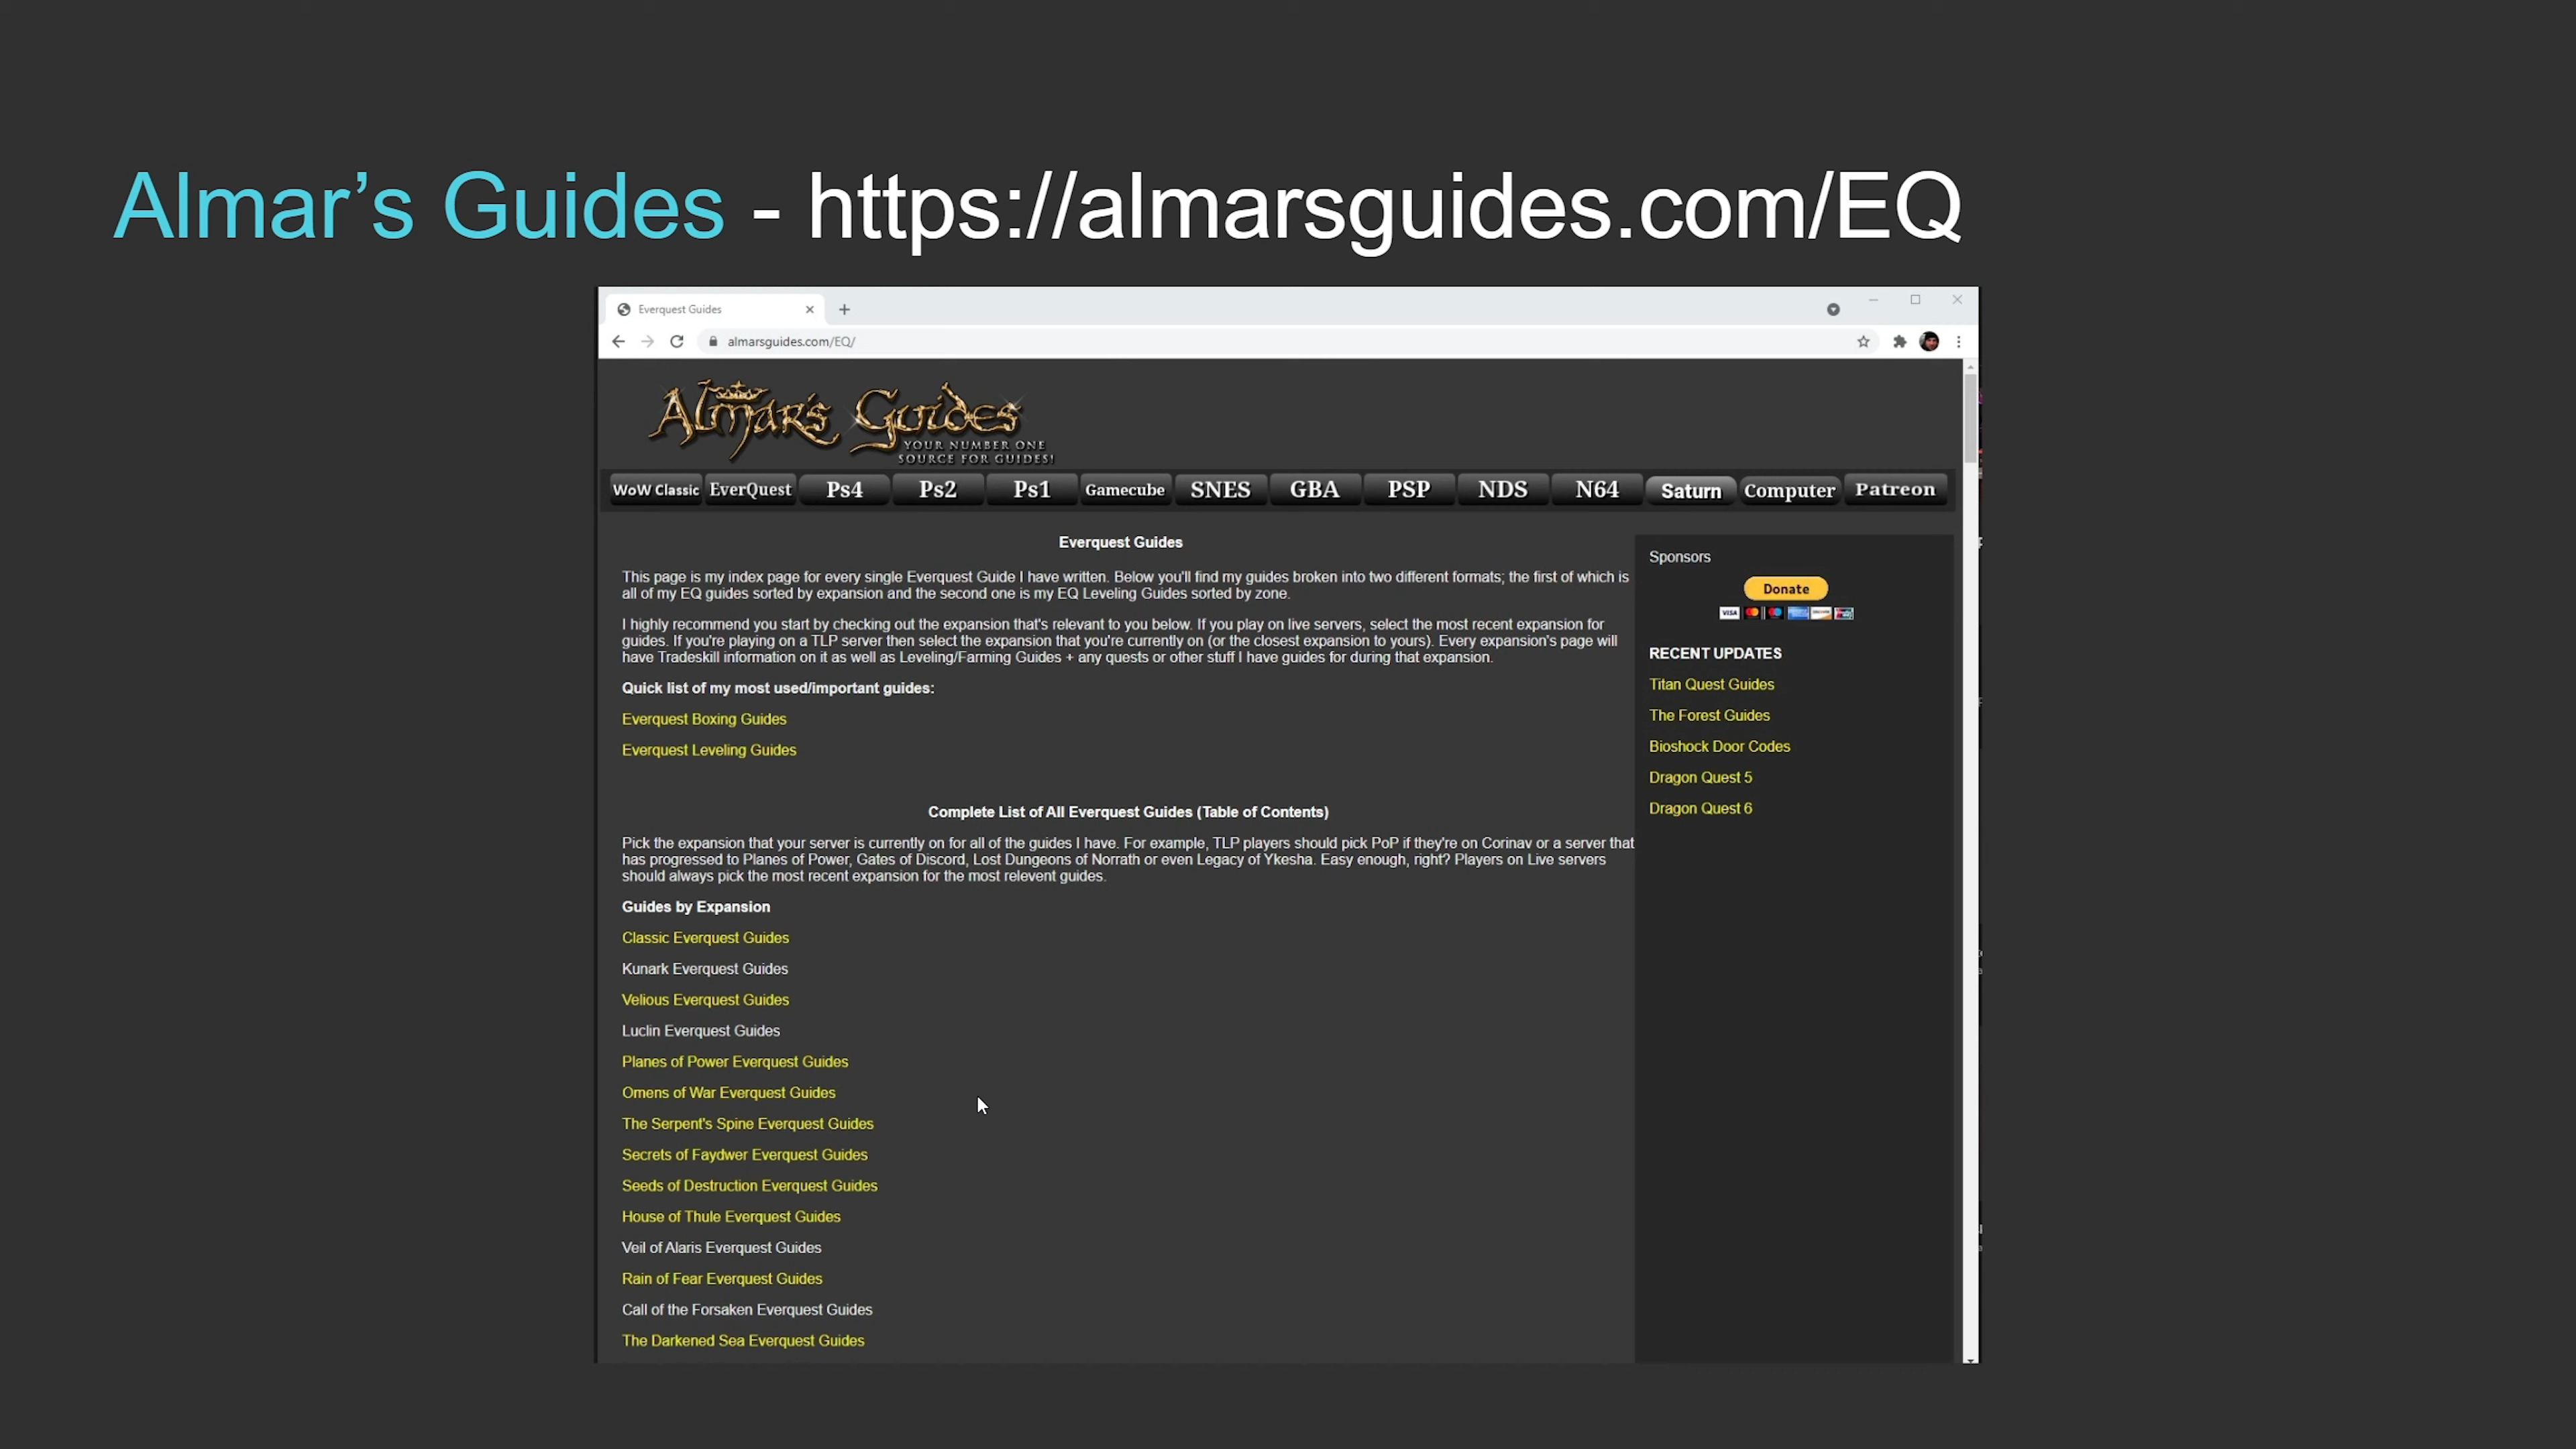 Almar’s Guides - https://almarsguides.com/EQ
Everquest Guides
almarsguides.com/EQ/
Almar's Guides
YOUR NUMBER ONE
SOURCE FOR GUIDES!
WoW Classic EverQuest Ps4 Ps2 Ps1 Gamecube SNES GBA PSP NDS N64 Saturn Computer Patreon
Everquest Guides
This page is my index page for every single Everquest Guide I have written. Below you'll find my guides broken into two different formats; the first of which is
all of my EQ guides sorted by expansion and the second one is my EQ Leveling Guides sorted by zone.
I highly recommend you start by checking out the expansion that's relevant to you below. If you play on live servers, select the most recent expansion for
guides. If you're playing on a TLP server then select the expansion that you're currently on (or the closest expansion to yours). Every expansion's page will
have Tradeskill information on it as well as Leveling/Farming Guides + any quests or other stuff I have guides for during that expansion.
Quick list of my most used/important guides:
Everquest Boxing Guides
Everquest Leveling Guides
Complete List of All Everquest Guides (Table of Contents)
Pick the expansion that your server is currently on for all of the guides I have. For example, TLP players should pick PoP if they're on Corinav or a server that
has progressed to Planes of Power, Gates of Discord, Lost Dungeons of Norrath or even Legacy of Ykesha. Easy enough, right? Players on Live servers
should always pick the most recent expansion for the most relevent guides.
Guides by Expansion
Classic Everquest Guides
Kunark Everquest Guides
Velious Everquest Guides
Luclin Everquest Guides
Planes of Power Everquest Guides
Omens of War Everquest Guides
The Serpent's Spine Everquest Guides
Secrets of Faydwer Everquest Guides
Seeds of Destruction Everquest Guides
House of Thule Everquest Guides
Veil of Alaris Everquest Guides
Rain of Fear Everquest Guides
Call of the Forsaken Everquest Guides
The Darkened Sea Everquest Guides
Sponsors
Donate
VISA
RECENT UPDATES
Titan Quest Guides
The Forest Guides
Bioshock Door Codes
Dragon Quest 5
Dragon Quest 6